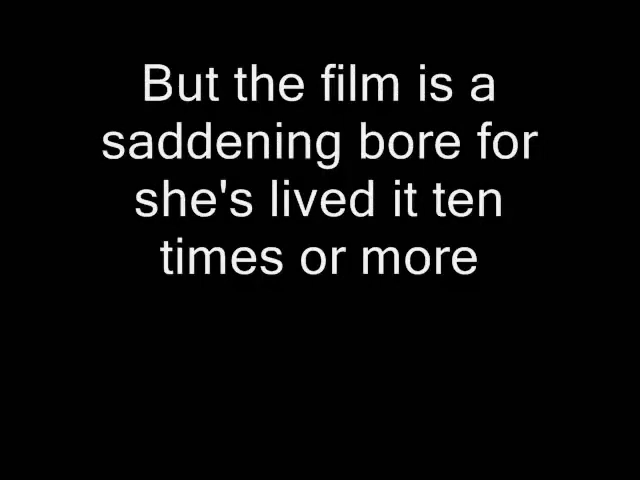 But the film is a
saddening bore for
she's lived it ten
times or more